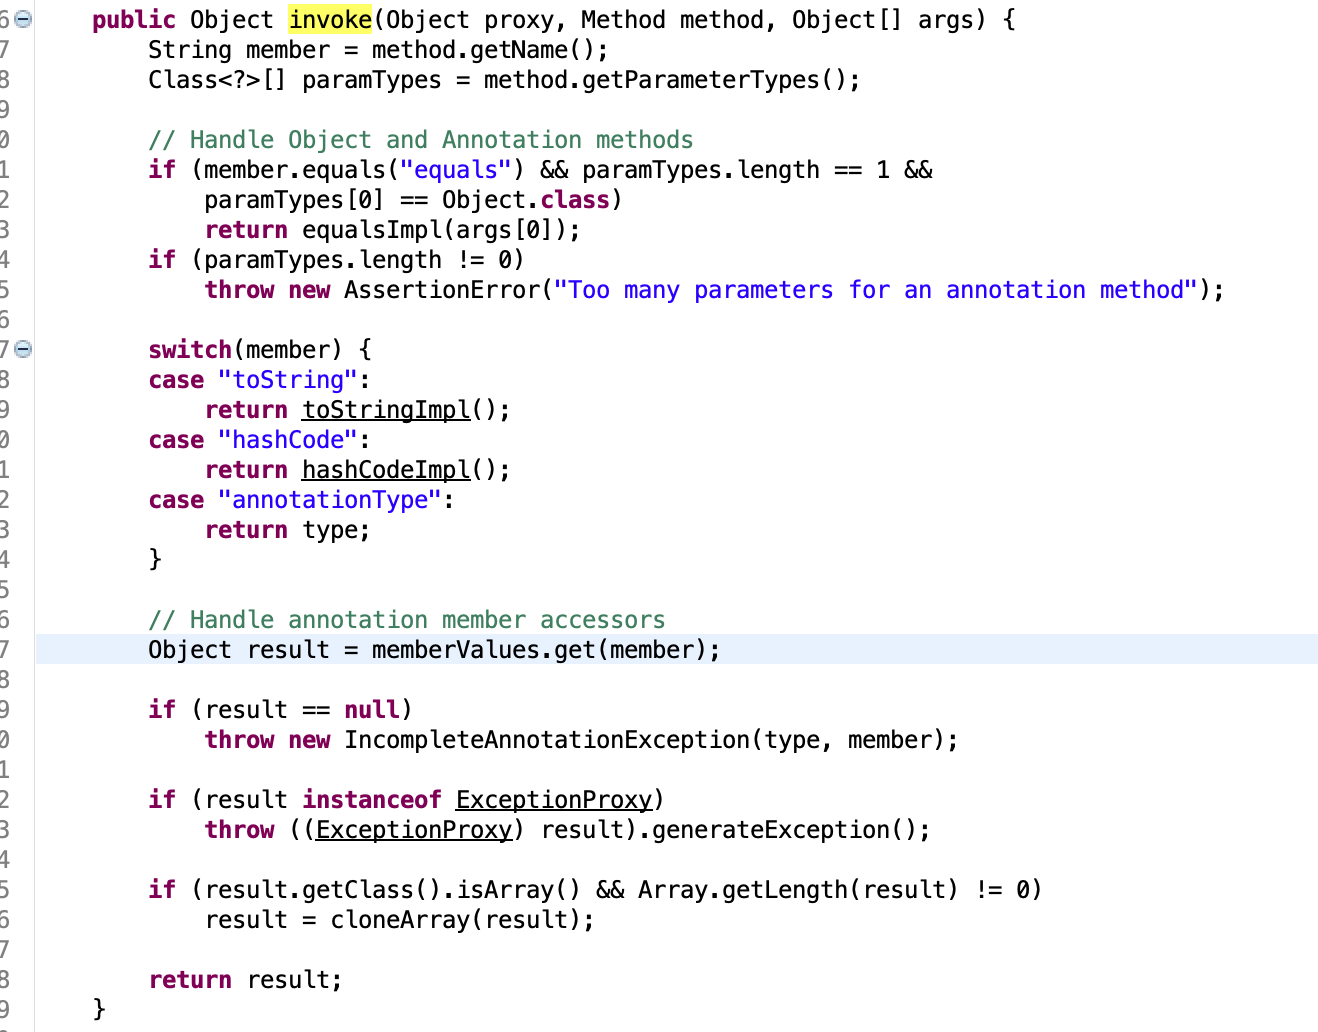 6    public Object invoke(Object proxy, Method method, Object[] args) {
7        String member = method.getName();
8        Class<?>[] paramTypes = method.getParameterTypes();
9
0        // Handle Object and Annotation methods
1        if (member.equals("equals") && paramTypes.length == 1 &&
2            paramTypes[0] == Object.class)
3            return equalsImpl(args[0]);
4        if (paramTypes.length != 0)
5            throw new AssertionError("Too many parameters for an annotation method");
6
7        switch(member) {
8        case "toString":
9            return toStringImpl();
0        case "hashCode":
1            return hashCodeImpl();
2        case "annotationType":
3            return type;
4        }
5
6        // Handle annotation member accessors
7        Object result = memberValues.get(member);
8
9        if (result == null)
0            throw new IncompleteAnnotationException(type, member);
1
2        if (result instanceof ExceptionProxy)
3            throw ((ExceptionProxy) result).generateException();
4
5        if (result.getClass().isArray() && Array.getLength(result) != 0)
6            result = cloneArray(result);
7
8        return result;
9    }